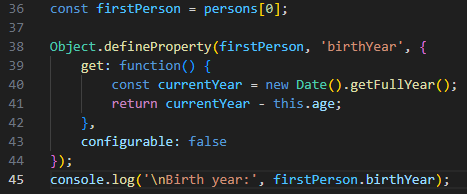 36 const firstPerson = persons[0];
37
38 Object.defineProperty(firstPerson, 'birthYear', {
39     get: function() {
40         const currentYear = new Date().getFullYear();
41         return currentYear - this.age;
42     },
43     configurable: false
44 });
45 console.log('\nBirth year:', firstPerson.birthYear);